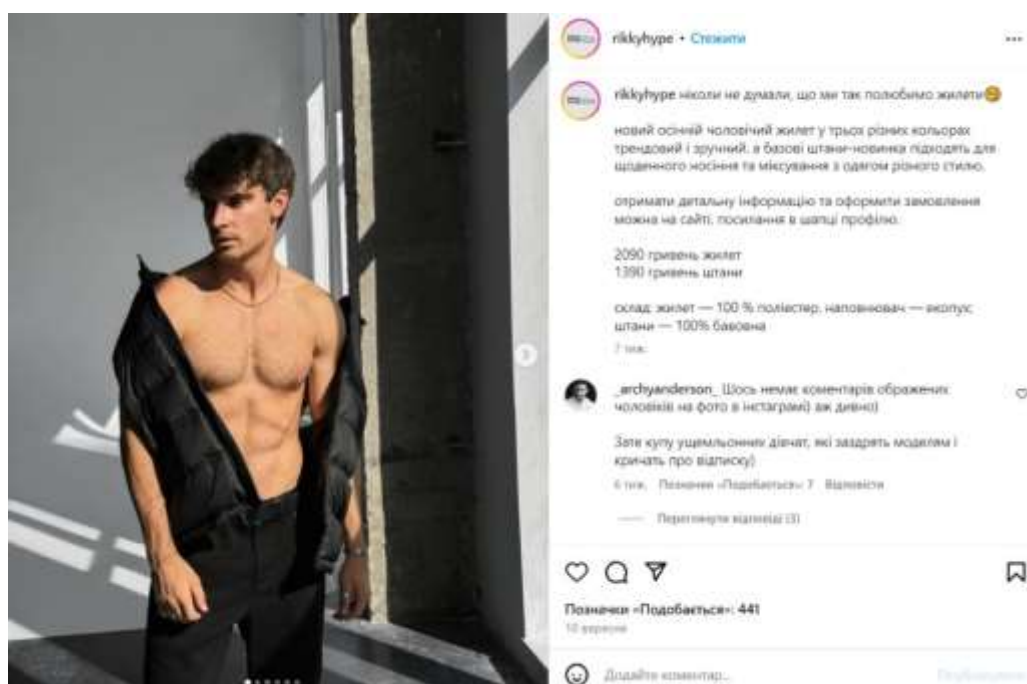 rikkyhype • Стежити
rikkyhype ніколи не думали, що ми так полюбимо жилети
новий осінній чоловічий жилет у трьох різних кольорах
трендовий і зручний. а базові штани-новинка підходять для
щоденного носіння та міксування з одягом різного стилю.
отримати детальну інформацію та оформити замовлення
можна на сайті. посилання в шапці профілю.
2090 гривень жилет
1390 гривень штани
склад: жилет — 100 % поліестер, наповнювач — екопух;
штани — 100% бавовна
7 тиж.
_archyanderson_ Шось немає коментарів ображених
чоловіків на фото в інстаграмі) аж дивно)
Зате купу ущемльонних дівчат, які заздрять моделям і
кричать про відписку)
6 тиж. Позначки «Подобається»: 7 Відповісти
Переглянути відповіді (3)
Позначки «Подобається»: 441
10 вересня
Додайте коментар...